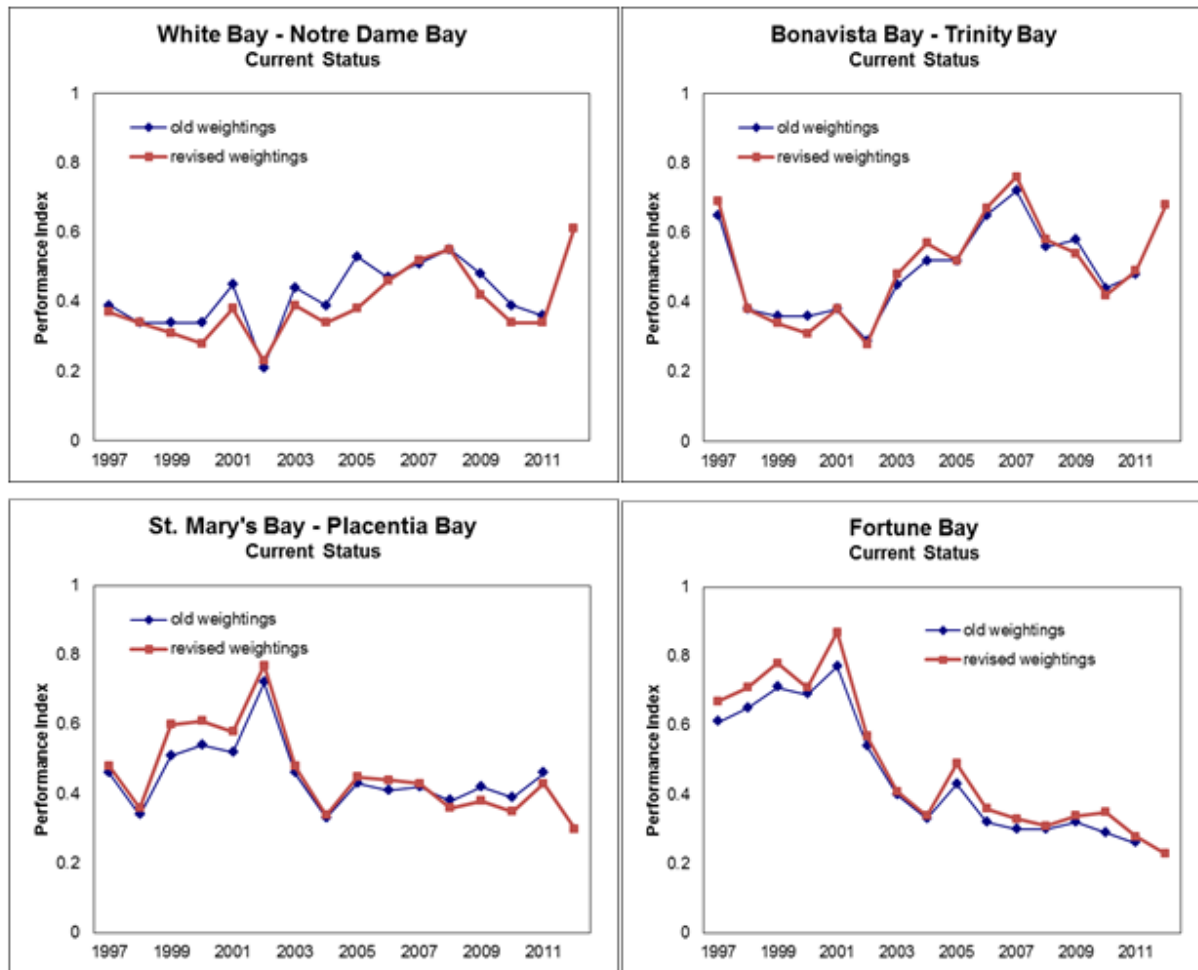 White Bay - Notre Dame Bay
Current Status
1
0.8
0.6
0.4
0.2
0
Performance Index
old weightings
revised weightings
1997 1999 2001 2003 2005 2007 2009 2011
Bonavista Bay - Trinity Bay
Current Status
1
0.8
0.6
0.4
0.2
0
Performance Index
old weightings
revised weightings
1997 1999 2001 2003 2005 2007 2009 2011
St. Mary's Bay - Placentia Bay
Current Status
1
0.8
0.6
0.4
0.2
0
Performance Index
old weightings
revised weightings
1997 1999 2001 2003 2005 2007 2009 2011
Fortune Bay
Current Status
1
0.8
0.6
0.4
0.2
0
Performance Index
old weightings
revised weightings
1997 1999 2001 2003 2005 2007 2009 2011